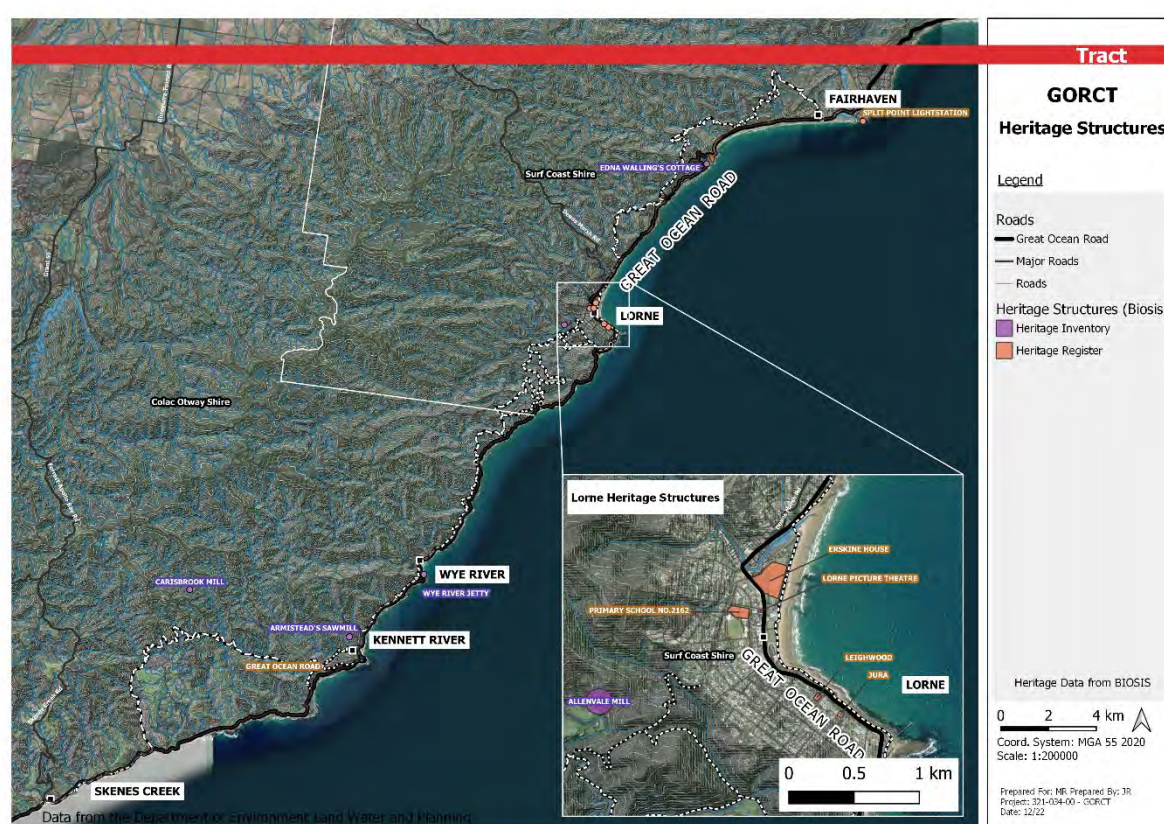 Tract
GORCT
Heritage Structures
Legend
Roads
Great Ocean Road
Major Roads
Roads
Heritage Structures (Biosis
Heritage Inventory
Heritage Register
Heritage Data from BIOSIS
0 2 4 km
Coord. System: MGA 55 2020
Scale: 1:200000
Prepared For: MR Prepared By: JR
Project: 321-034-00 - GORCT
Date: 12/22
FAIRHAVEN
SPLIT POINT LIGHTSTATION
EDNA WALLING'S COTTAGE
Surf Coast Shire
GREAT OCEAN ROAD
LORNE
Colac Otway Shire
WYE RIVER
WYE RIVER JETTY
CARISBROOK MILL
ARMISTEAD'S SAWMILL
KENNETT RIVER
GREAT OCEAN ROAD
SKENES CREEK
Data from the Department of Environment Land Water and Planning
Lorne Heritage Structures
ERSKINE HOUSE
LORNE PICTURE THEATRE
PRIMARY SCHOOL NO.2162
Surf Coast Shire
GREAT OCEAN ROAD
LEIGHWOOD
JURA
LORNE
ALLENVALE MILL
0 0.5 1 km